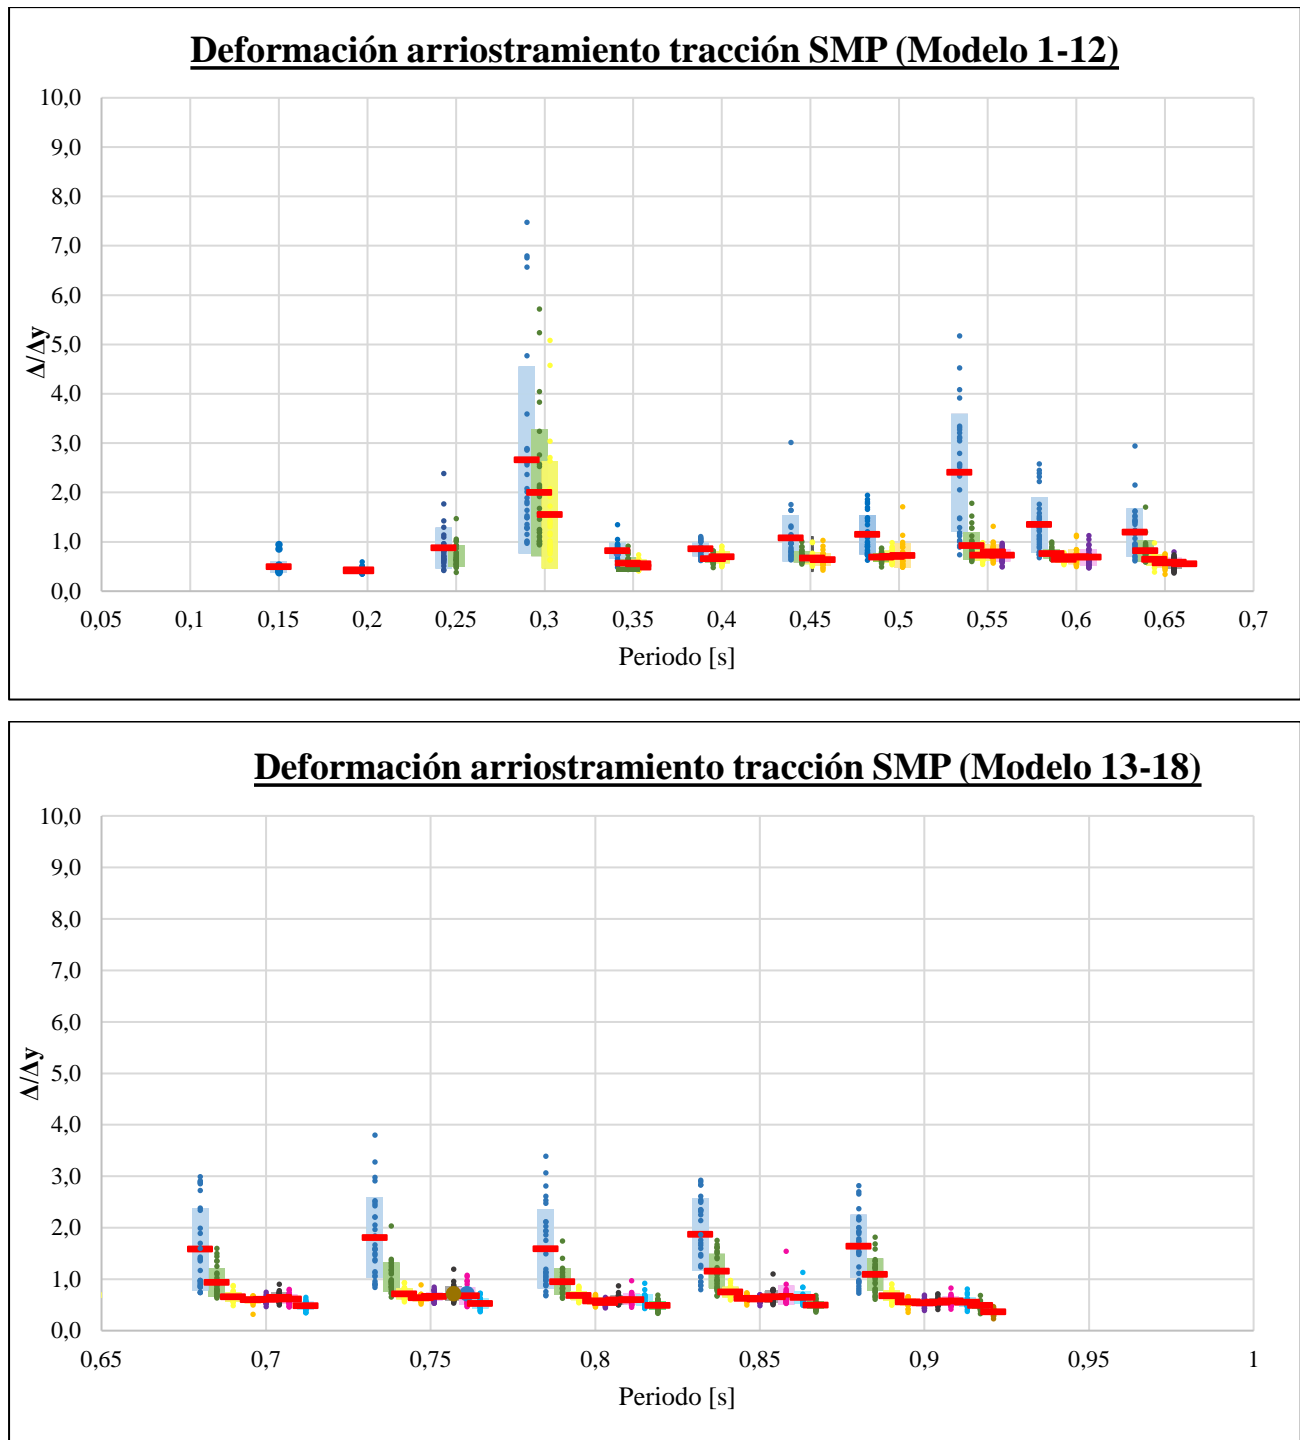 Deformación arriostramiento tracción SMP (Modelo 1-12)
10,0
9,0
8,0
7,0
6,0
5,0
4,0
3,0
2,0
1,0
0,0
Δ/Δy
0,05 0,1 0,15 0,2 0,25 0,3 0,35 0,4 0,45 0,5 0,55 0,6 0,65 0,7
Periodo [s]
Deformación arriostramiento tracción SMP (Modelo 13-18)
10,0
9,0
8,0
7,0
6,0
5,0
4,0
3,0
2,0
1,0
0,0
Δ/Δy
0,65 0,7 0,75 0,8 0,85 0,9 0,95 1
Periodo [s]